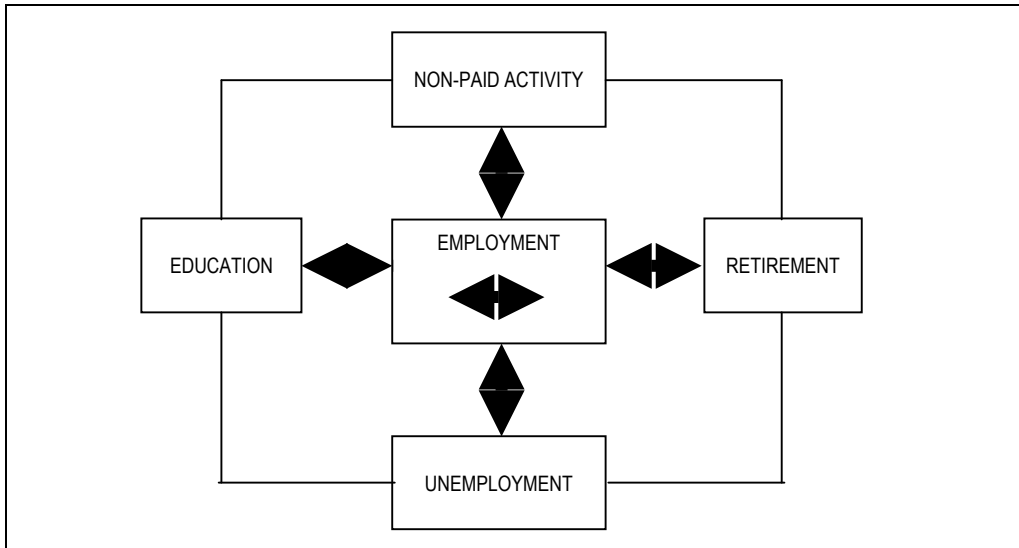 NON-PAID ACTIVITY
EDUCATION
EMPLOYMENT
RETIREMENT
UNEMPLOYMENT